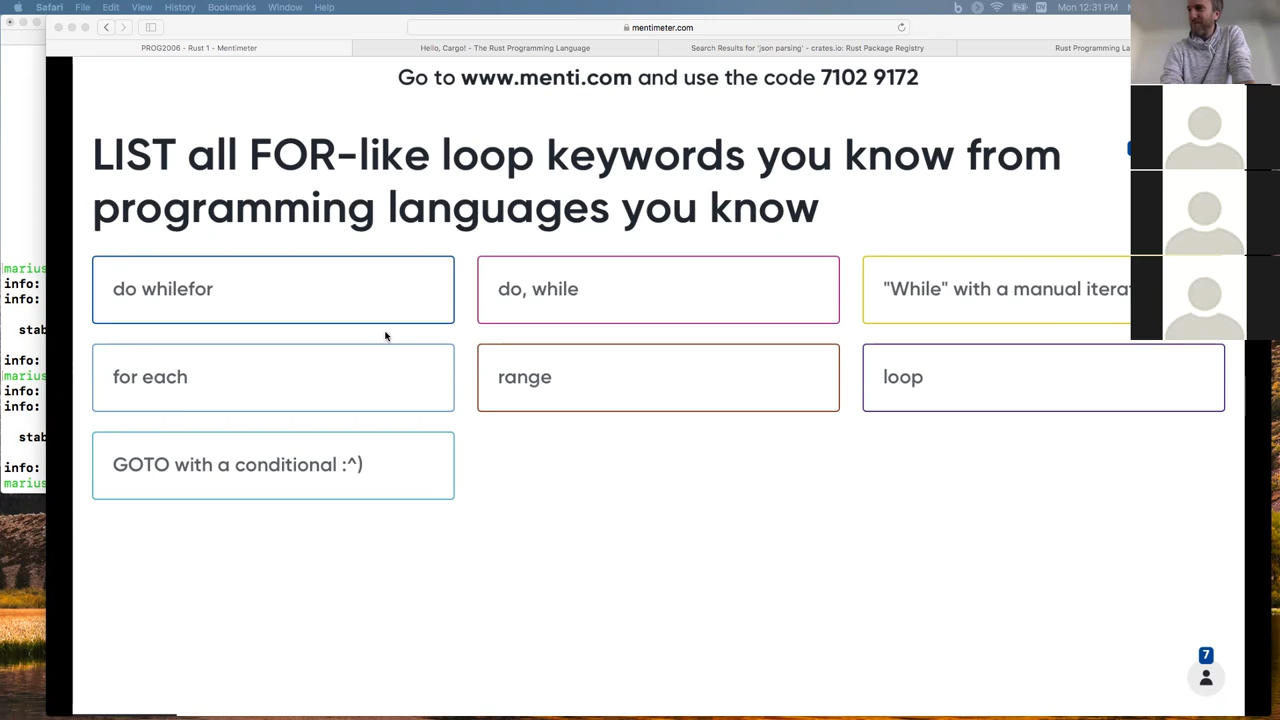 Safari File Edit View History Bookmarks Window Help Mon 12:31 PM
mentimeter.com
PROG2006 - Rust 1 - Mentimeter
Hello, Cargo! - The Rust Programming Language
Search Results for 'json parsing' - crates.io: Rust Package Registry
Rust Programming La
Go to www.menti.com and use the code 7102 9172
LIST all FOR-like loop keywords you know from
programming languages you know
do whilefor
do, while
"While" with a manual itera
for each
range
loop
GOTO with a conditional :^)
7
marius
info:
info:
stab
info:
marius
info:
info:
stab
info:
marius